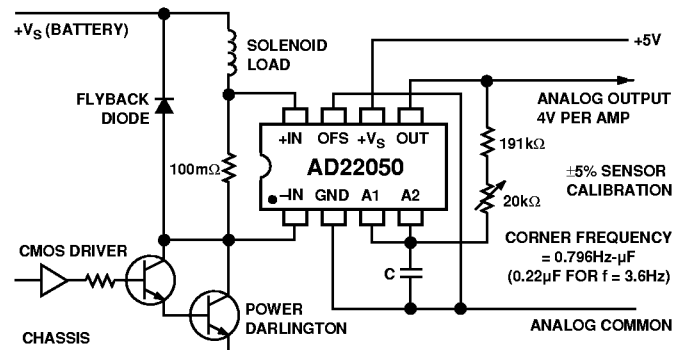 +VS (BATTERY)
SOLENOID
LOAD
+5V
FLYBACK
DIODE
ANALOG OUTPUT
4V PER AMP
+IN OFS +VS OUT
191kΩ
100mΩ
AD22050
±5% SENSOR
CALIBRATION
–IN GND A1 A2
20kΩ
CMOS DRIVER
CORNER FREQUENCY
= 0.796Hz-µF
(0.22µF FOR f = 3.6Hz)
C
POWER
DARLINGTON
ANALOG COMMON
CHASSIS